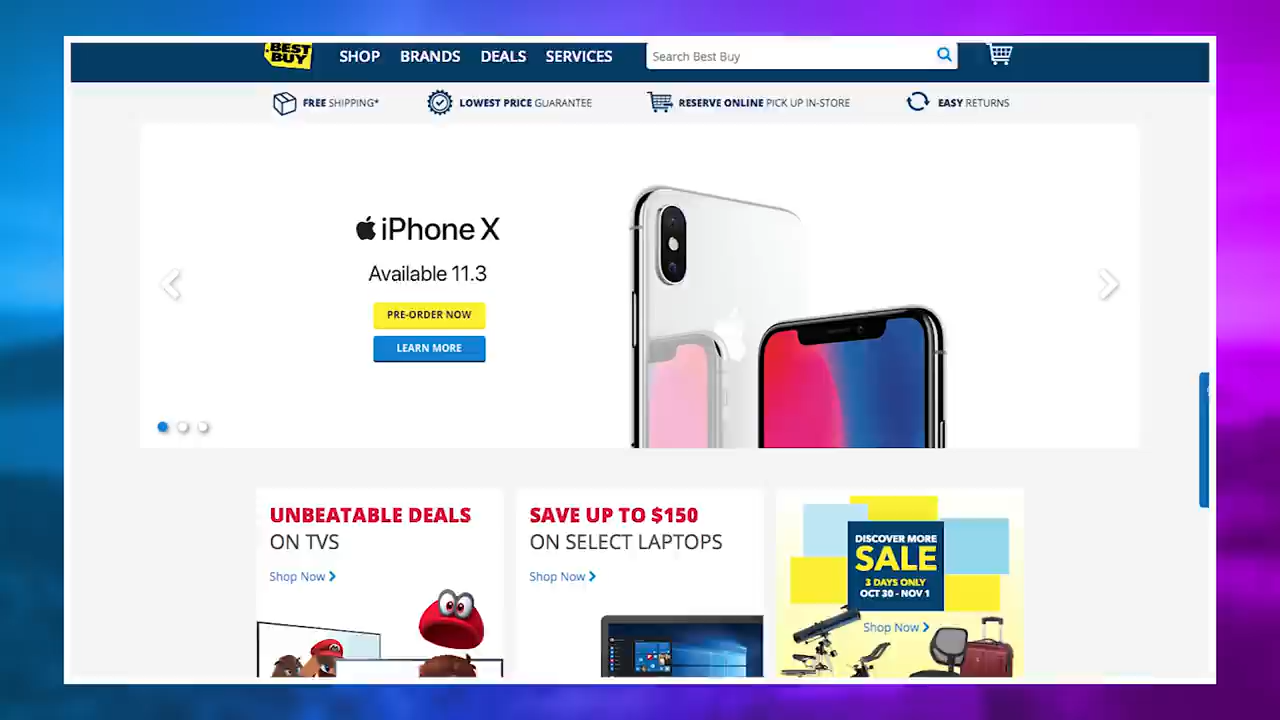 BEST
BUY
SHOP BRANDS DEALS SERVICES
Search Best Buy
FREE SHIPPING*
LOWEST PRICE GUARANTEE
RESERVE ONLINE PICK UP IN-STORE
EASY RETURNS
iPhone X
Available 11.3
PRE-ORDER NOW
LEARN MORE
UNBEATABLE DEALS
ON TVS
Shop Now
SAVE UP TO $150
ON SELECT LAPTOPS
Shop Now
DISCOVER MORE
SALE
3 DAYS ONLY
OCT 30 - NOV 1
Shop Now